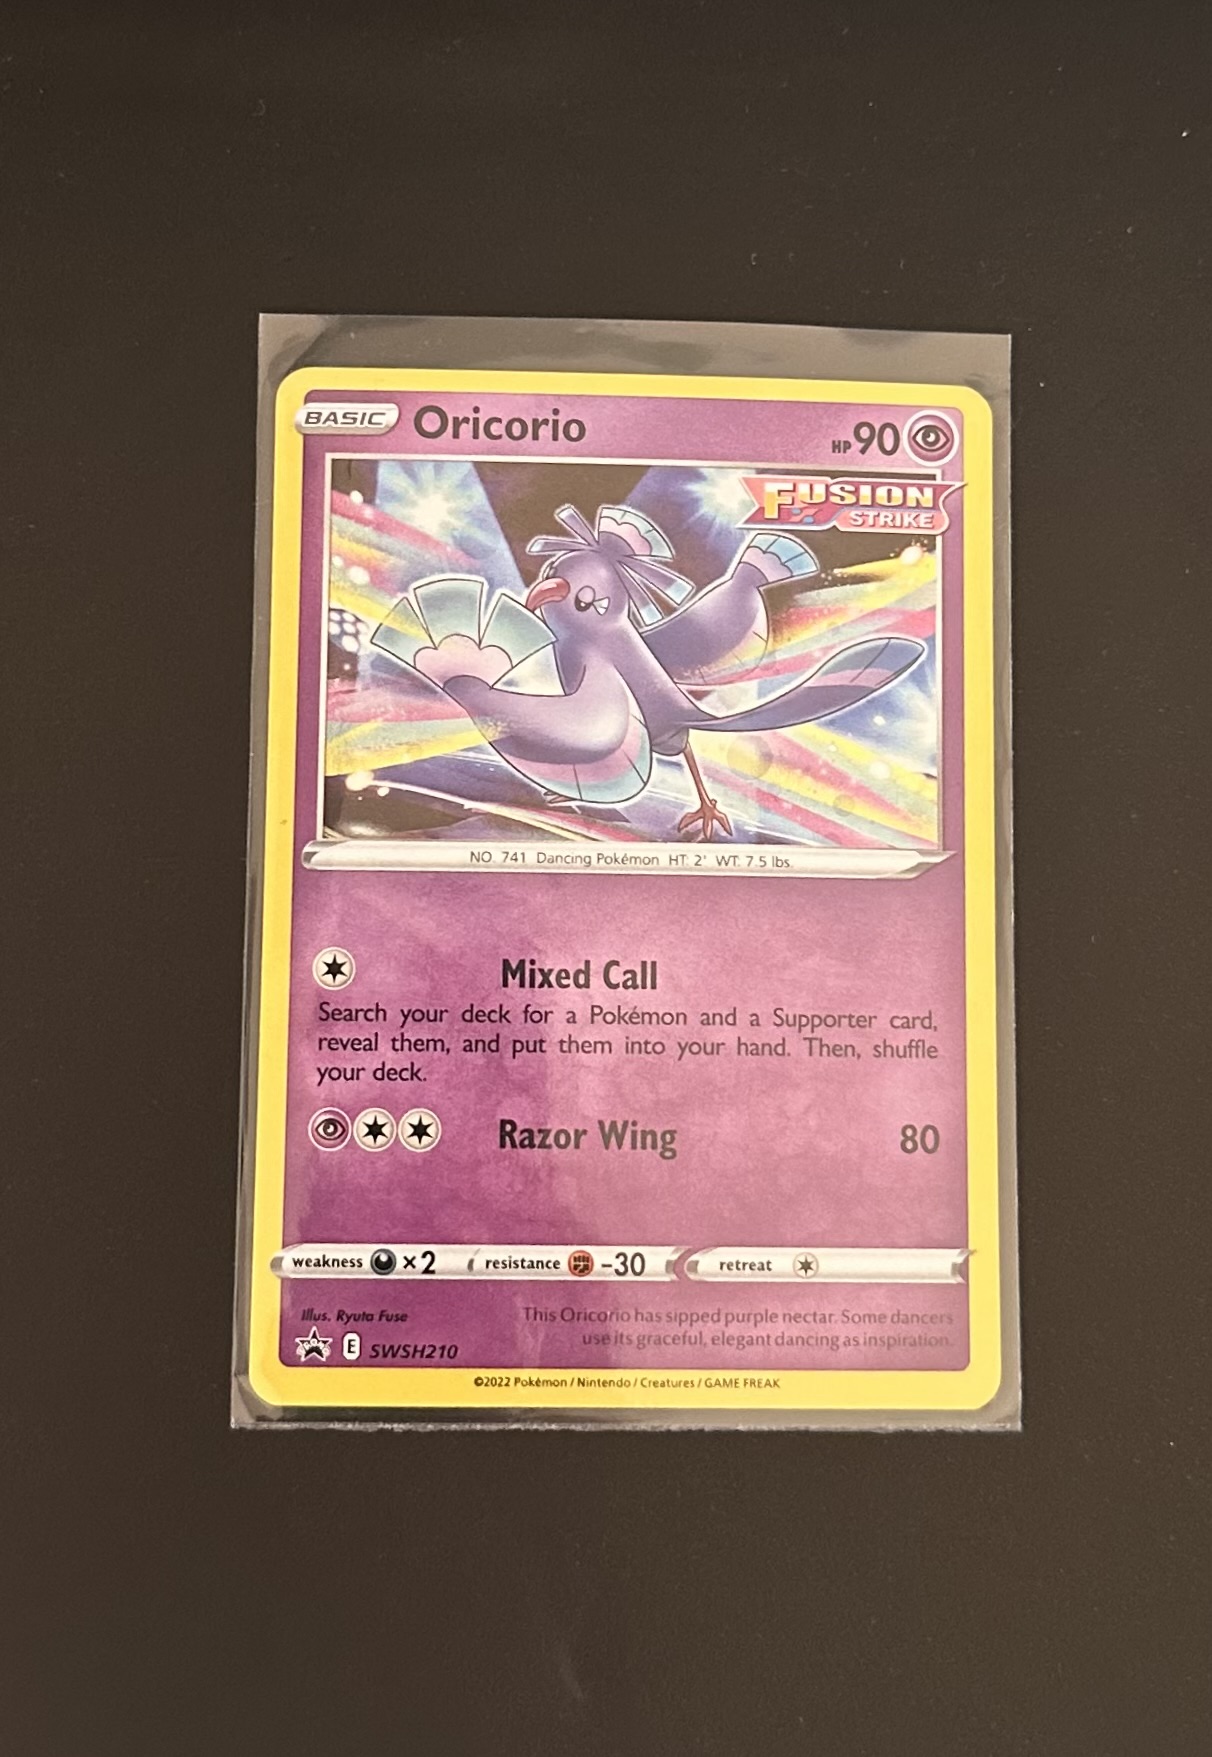 BASIC Oricorio HP 90
FUSION
STRIKE
NO. 741 Dancing Pokémon HT: 2' WT: 7.5 lbs.
Mixed Call
Search your deck for a Pokémon and a Supporter card,
reveal them, and put them into your hand. Then, shuffle
your deck.
Razor Wing 80
weakness ×2 resistance -30 retreat
Illus. Ryuta Fuse
This Oricorio has sipped purple nectar. Some dancers
use its graceful, elegant dancing as inspiration.
E SWSH210
©2022 Pokémon / Nintendo / Creatures / GAME FREAK